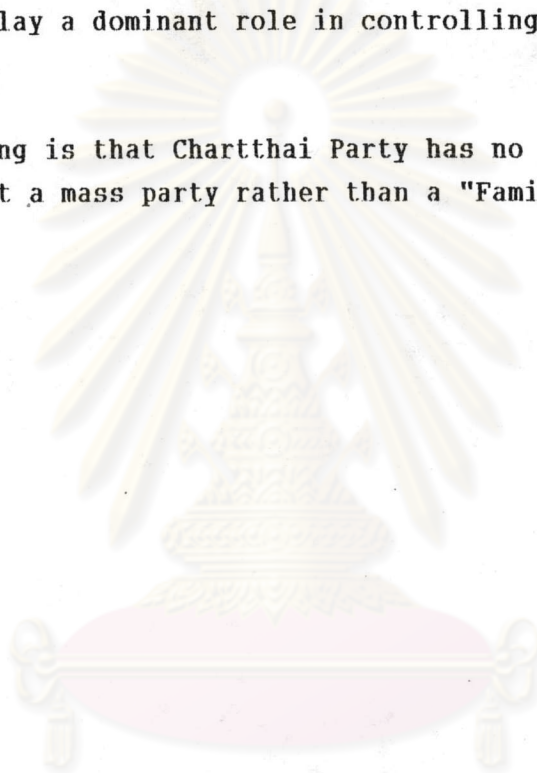 lay a dominant role in controlling
ng is that Chartthai Party has no
t a mass party rather than a "Fami